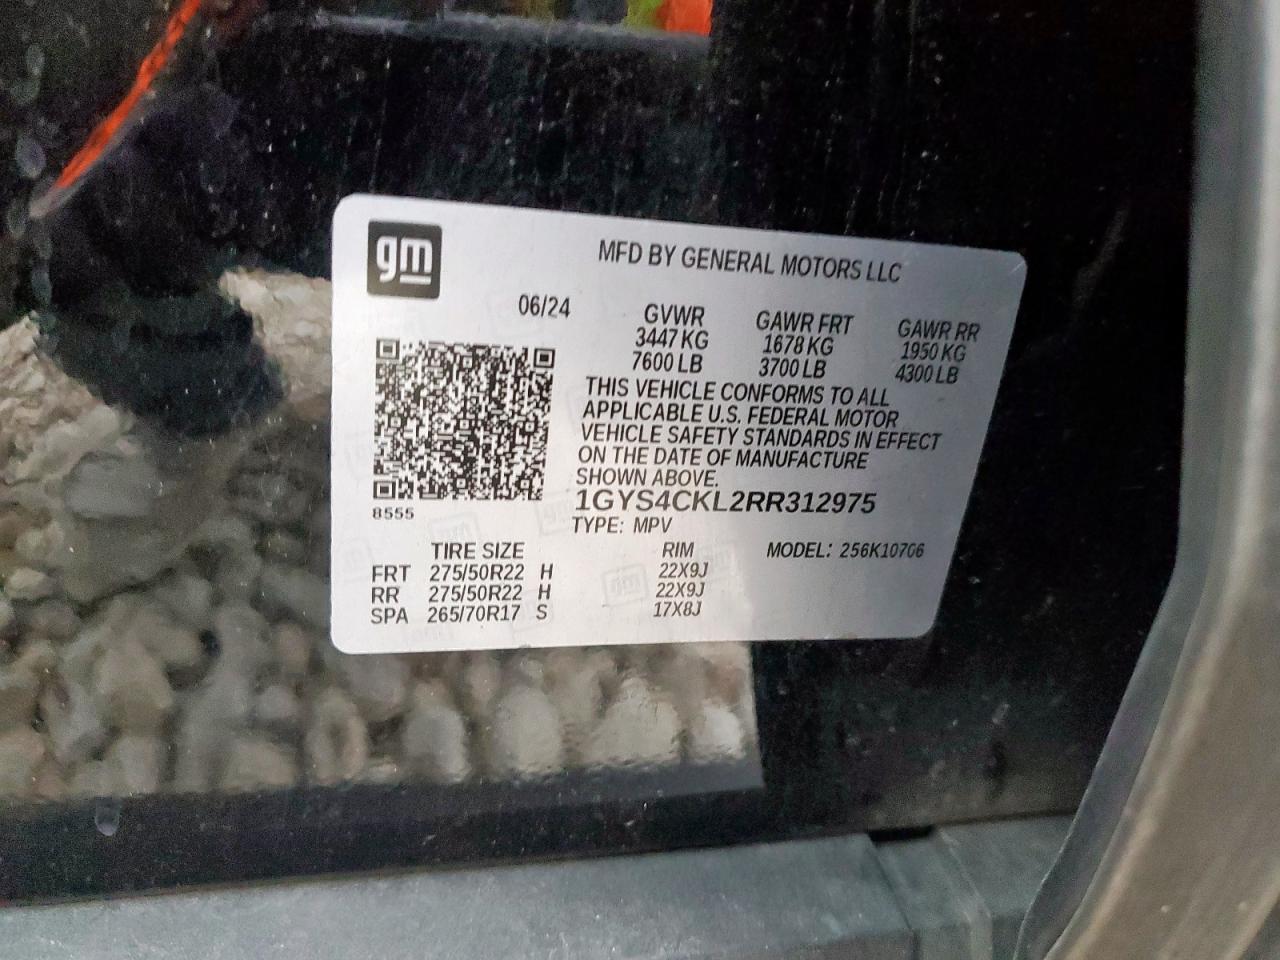 gm
MFD BY GENERAL MOTORS LLC
06/24
GVWR GAWR FRT GAWR RR
3447 KG 1678 KG 1950 KG
7600 LB 3700 LB 4300 LB
THIS VEHICLE CONFORMS TO ALL
APPLICABLE U.S. FEDERAL MOTOR
VEHICLE SAFETY STANDARDS IN EFFECT
ON THE DATE OF MANUFACTURE
SHOWN ABOVE.
1GYS4CKL2RR312975
8555
TYPE: MPV
TIRE SIZE RIM MODEL: 256K10706
FRT 275/50R22 H 22X9J
RR 275/50R22 H 22X9J
SPA 265/70R17 S 17X8J